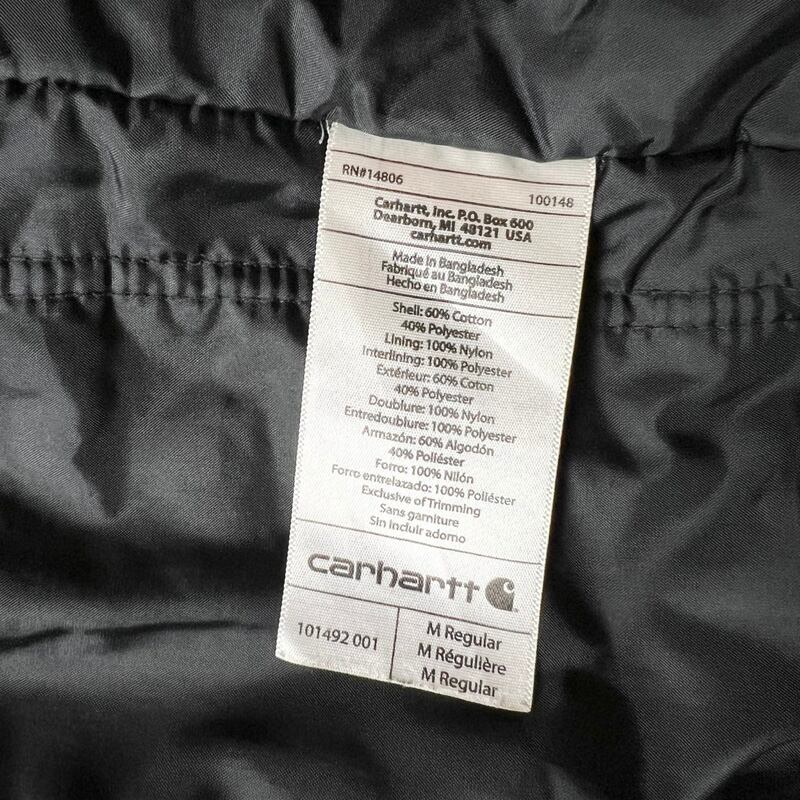 RN#14806
100148
Carhartt, Inc. P.O. Box 600
Dearborn, MI 48121 USA
carhartt.com
Made in Bangladesh
Fabriqué au Bangladesh
Hecho en Bangladesh
Shell: 60% Cotton
40% Polyester
Lining: 100% Nylon
Interlining: 100% Polyester
Extérieur: 60% Coton
40% Polyester
Doublure: 100% Nylon
Entredoublure: 100% Polyester
Armazón: 60% Algodón
40% Poliéster
Forro: 100% Nilón
Forro entrelazado: 100% Poliéster
Exclusive of Trimming
Sans garniture
Sin incluir adorno
carhartt
101492 001
M Regular
M Régulière
M Regular